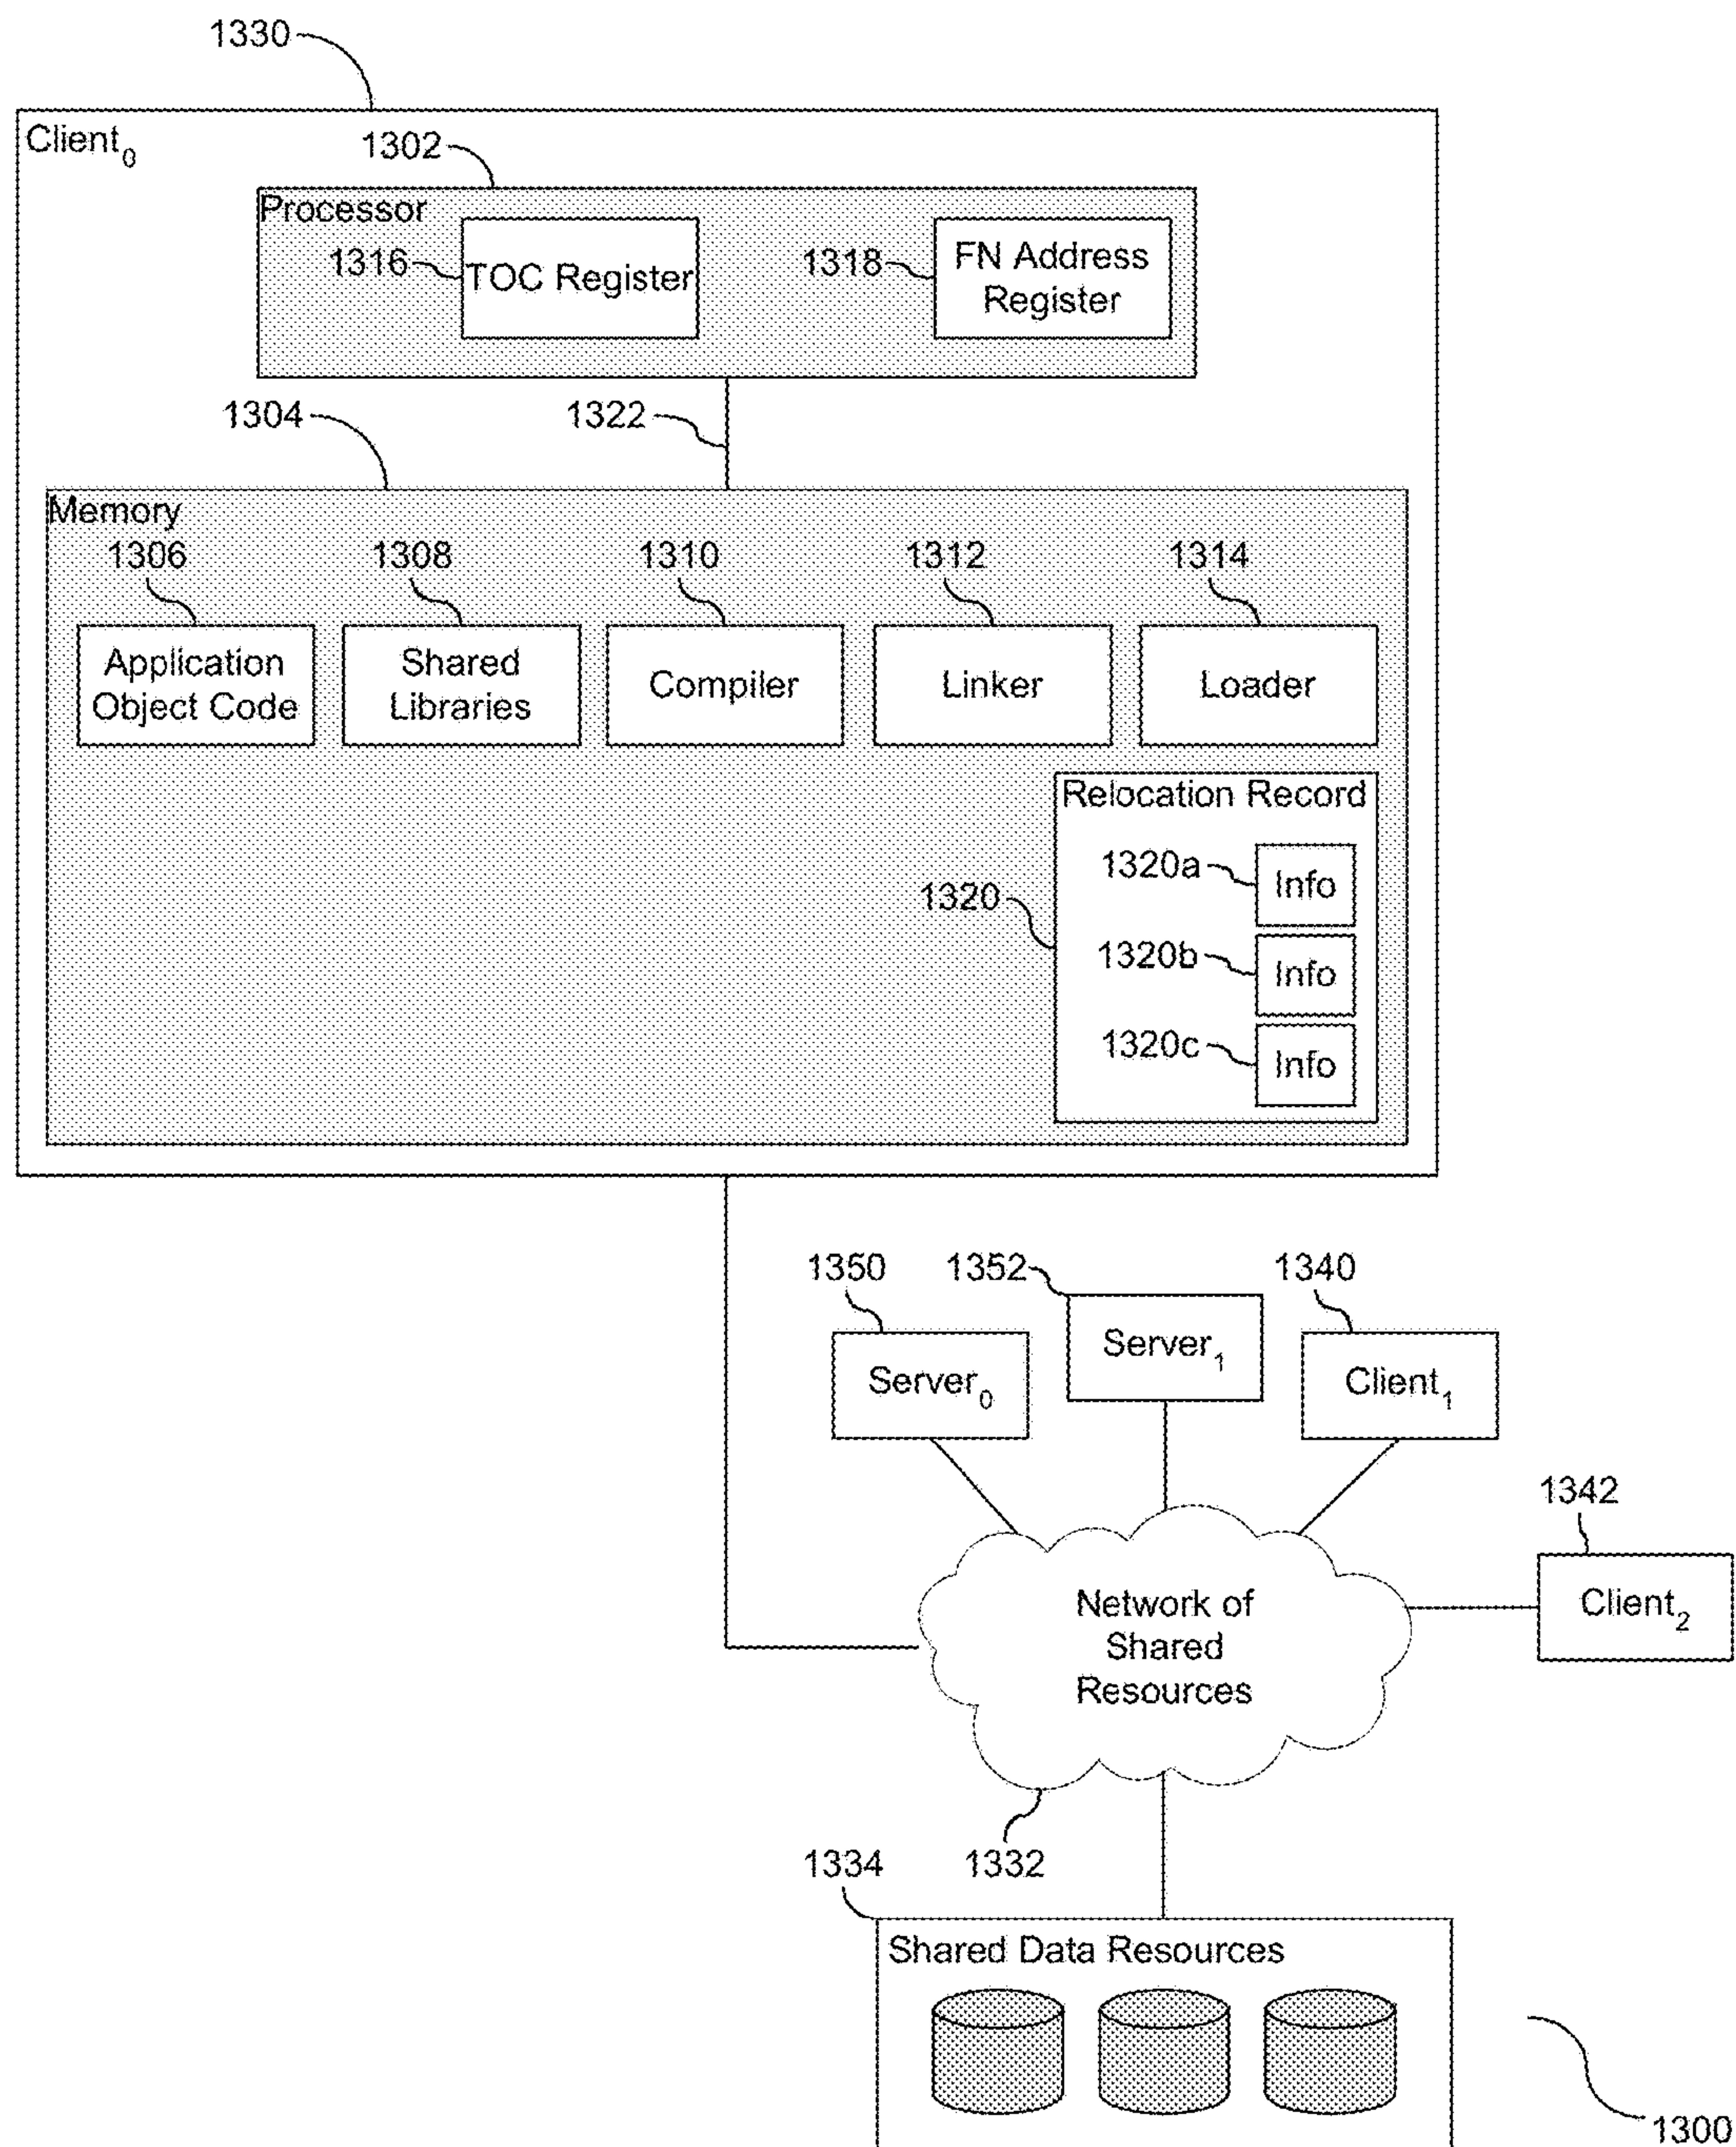 1330
Client0
1302
Processor
1316
TOC Register
1318
FN Address
Register
1304
1322
Memory
1306
1308
1310
1312
1314
Application
Object Code
Shared
Libraries
Compiler
Linker
Loader
Relocation Record
1320
1320a
Info
1320b
Info
1320c
Info
1350
1352
1340
Server0
Server1
Client1
1342
Client2
Network of
Shared
Resources
1332
1334
Shared Data Resources
1300